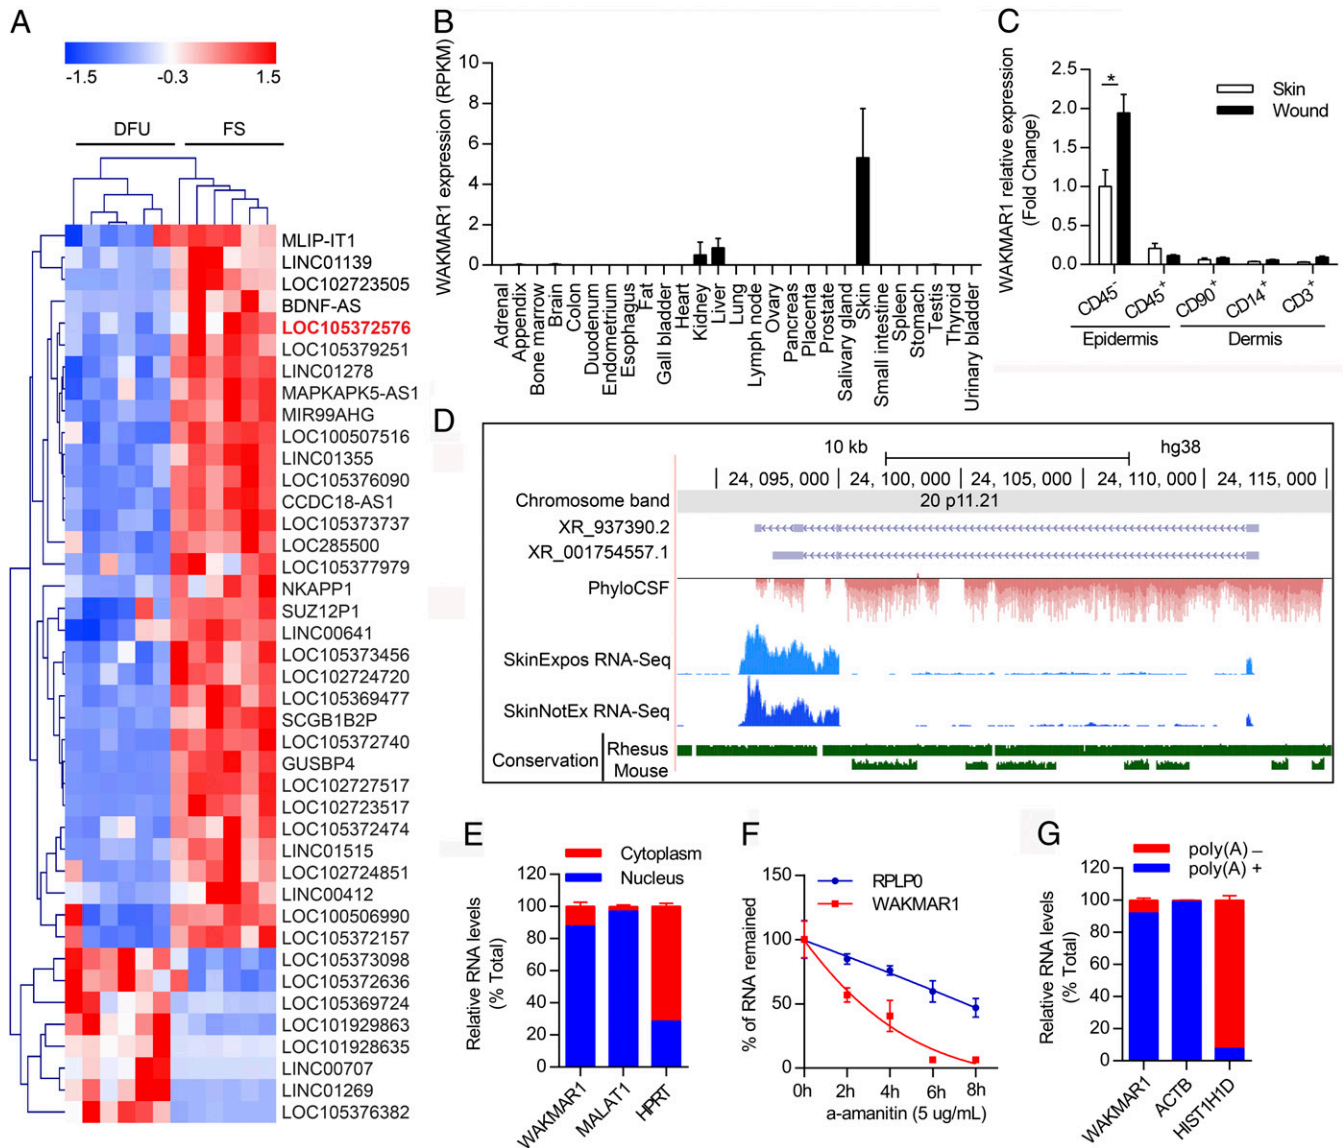 A
-1.5 -0.3 1.5
DFU FS
MLIP-IT1
LINC01139
LOC102723505
BDNF-AS
LOC105372576
LOC105379251
LINC01278
MAPKAPK5-AS1
MIR99AHG
LOC100507516
LINC01355
LOC105376090
CCDC18-AS1
LOC105373737
LOC285500
LOC105377979
NKAPP1
SUZ12P1
LINC00641
LOC105373456
LOC102724720
LOC105369477
SCGB1B2P
LOC105372740
GUSBP4
LOC102727517
LOC102723517
LOC105372474
LINC01515
LOC102724851
LINC00412
LOC100506990
LOC105372157
LOC105373098
LOC105372636
LOC105369724
LOC101929863
LOC101928635
LINC00707
LINC01269
LOC105376382
B
WAKMAR1 expression (RPKM)
10
8
6
4
2
0
Adrenal
Appendix
Bone marrow
Brain
Colon
Duodenum
Endometrium
Esophagus
Fat
Gall bladder
Heart
Kidney
Liver
Lung
Lymph node
Ovary
Pancreas
Placenta
Prostate
Salivary gland
Skin
Small intestine
Spleen
Stomach
Testis
Thyroid
Urinary bladder
C
WAKMAR1 relative expression
(Fold Change)
2.5
2.0
1.5
1.0
0.5
0.0
*
Skin
Wound
CD45-
CD45+
CD90+
CD14+
CD3+
Epidermis Dermis
D
10 kb hg38
24, 095, 000 24, 100, 000 24, 105, 000 24, 110, 000 24, 115, 000
Chromosome band 20 p11.21
XR_937390.2
XR_001754557.1
PhyloCSF
SkinExpos RNA-Seq
SkinNotEx RNA-Seq
Conservation
Rhesus
Mouse
E
Cytoplasm
Nucleus
Relative RNA levels
(% Total)
120
100
80
60
40
20
0
WAKMAR1
MALAT1
HPRT
F
% of RNA remained
150
100
50
0
RPLP0
WAKMAR1
0h 2h 4h 6h 8h
a-amanitin (5 ug/mL)
G
poly(A) –
poly(A) +
Relative RNA levels
(% Total)
120
100
80
60
40
20
0
WAKMAR1
ACTB
HIST1H1D